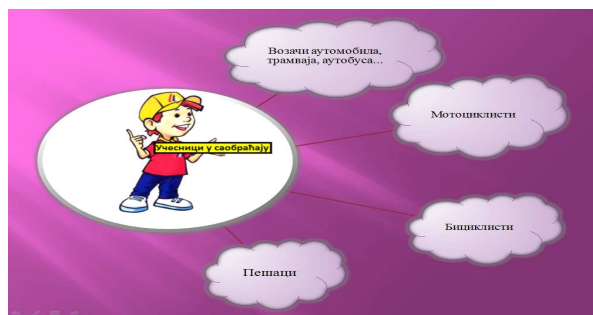 Возачи аутомобила,
трамваја, аутобуса...
Мотоциклисти
Учесници у саобраћају
Бициклисти
Пешаци